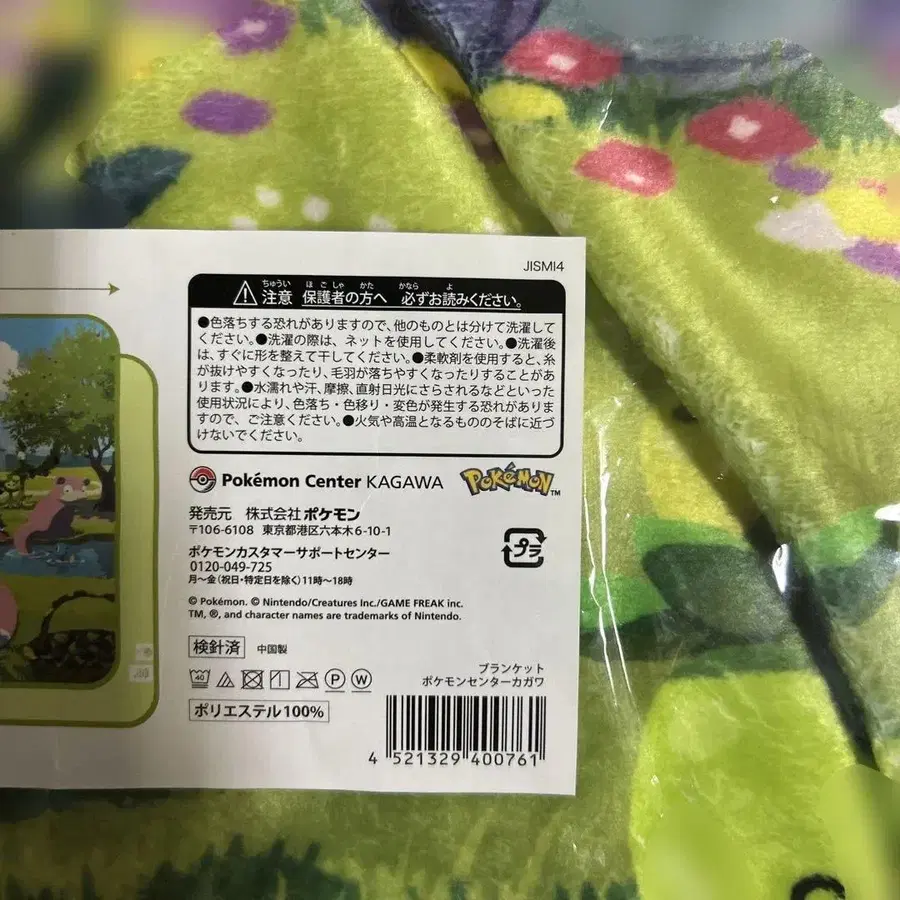 JISM14
注意 保護者の方へ 必ずお読みください。
ちゅうい ほごしゃ かた かなら よ
●色落ちする恐れがありますので、他のものとは分けて洗濯して
ください。●洗濯の際は、ネットを使用してください。●洗濯後
は、すぐに形を整えて干してください。●柔軟剤を使用すると、糸
が抜けやすくなったり、毛羽が落ちやすくなったりすることがあ
ります。●水濡れや汗、摩擦、直射日光にさらされるなどといった
使用状況により、色落ち・色移り・変色が発生する恐れがありま
すので、ご注意ください。●火気や高温となるもののそばに近づ
けないでください。
Pokémon Center KAGAWA POKéMON™
発売元 株式会社ポケモン
〒106-6108 東京都港区六本木6-10-1
プラ
ポケモンカスタマーサポートセンター
0120-049-725
月〜金（祝日・特定日を除く）11時〜18時
© Pokémon. © Nintendo/Creatures Inc./GAME FREAK inc.
TM, ®, and character names are trademarks of Nintendo.
検針済 中国製
40 P W
ブランケット
ポケモンセンターカガワ
ポリエステル100%
4 521329 400761